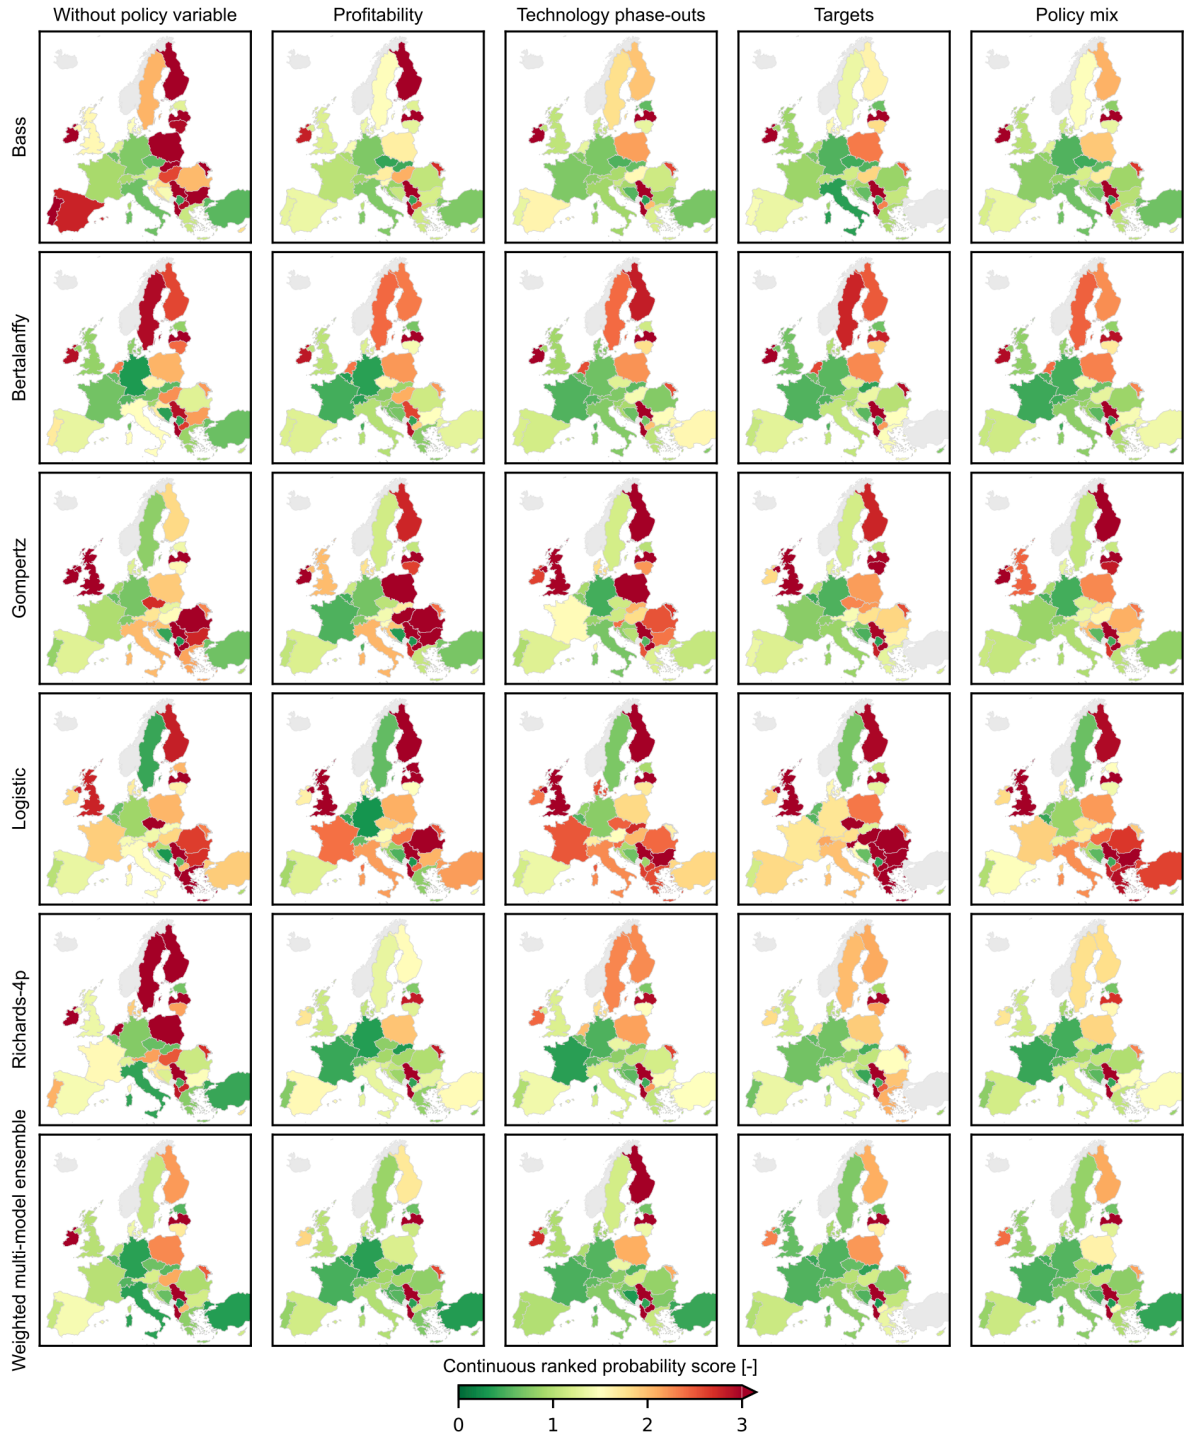 Without policy variable
Profitability
Technology phase-outs
Targets
Policy mix
Bass
Bertalanffy
Gompertz
Logistic
Richards-4p
Weighted multi-model ensemble
Continuous ranked probability score [-]
0 1 2 3